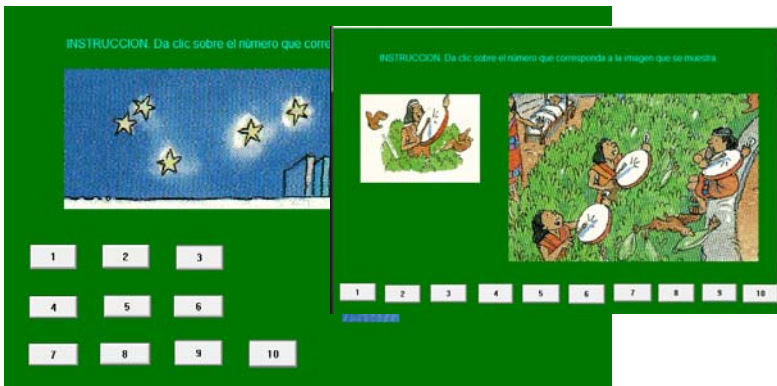 INSTRUCCION. Da clic sobre el número que corre
1 2 3
4 5 6
7 8 9 10
INSTRUCCION. Da clic sobre el número que corresponda a la imagen que se muestra
1 2 3 4 5 6 7 8 9 10